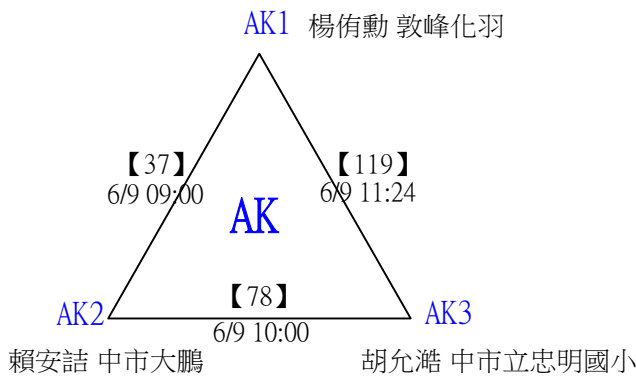 AK1 楊侑勳 敦峰化羽
【37】
6/9 09:00
【119】
6/9 11:24
AK
【78】
6/9 10:00
AK2
AK3
賴安誥 中市大鵬
胡允澔 中市立忠明國小